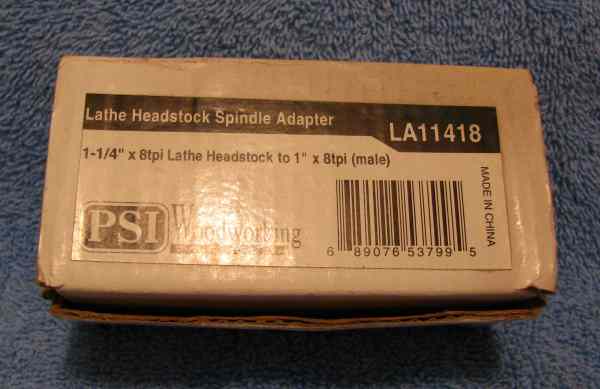 Lathe Headstock Spindle Adapter
LA11418
1-1/4" x 8tpi Lathe Headstock to 1" x 8tpi (male)
MADE IN CHINA
PSI Woodworking
6 89076 53799 5